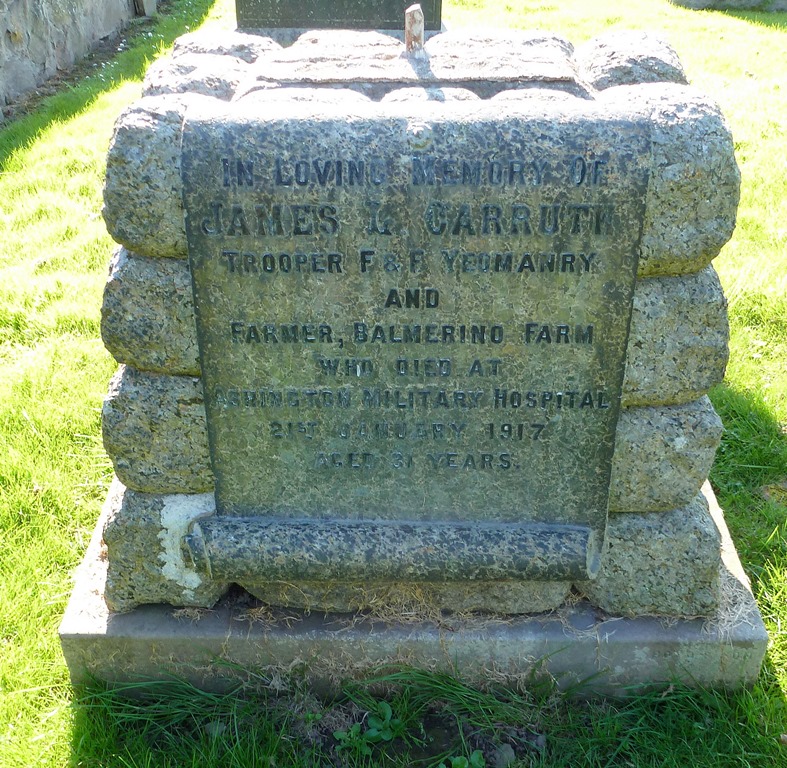 IN LOVING MEMORY OF
JAMES L. CARRUTH
TROOPER F & F YEOMANRY
AND
FARMER, BALMERINO FARM
WHO DIED AT
MILITARY HOSPITAL
21ST JANUARY 1917
AGED 31 YEARS.